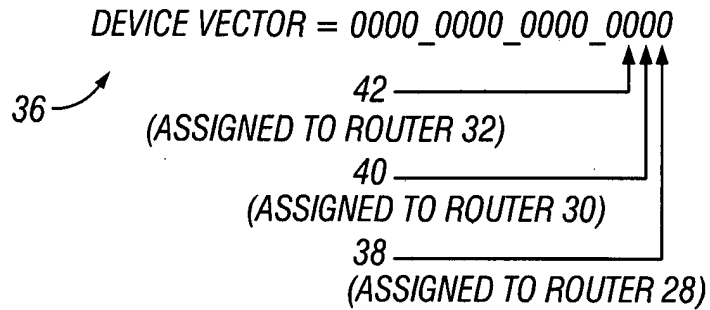 DEVICE VECTOR = 0000_0000_0000_0000
36
42
(ASSIGNED TO ROUTER 32)
40
(ASSIGNED TO ROUTER 30)
38
(ASSIGNED TO ROUTER 28)